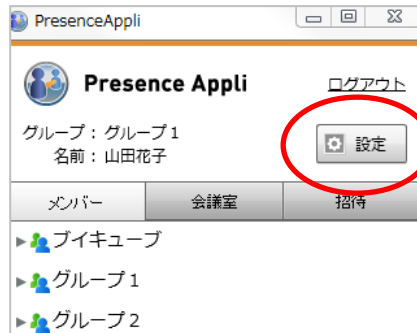 PresenceAppli
Presence Appli
ログアウト
グループ：グループ1
名前：山田花子
設定
メンバー
会議室
招待
ブイキューブ
グループ1
グループ2